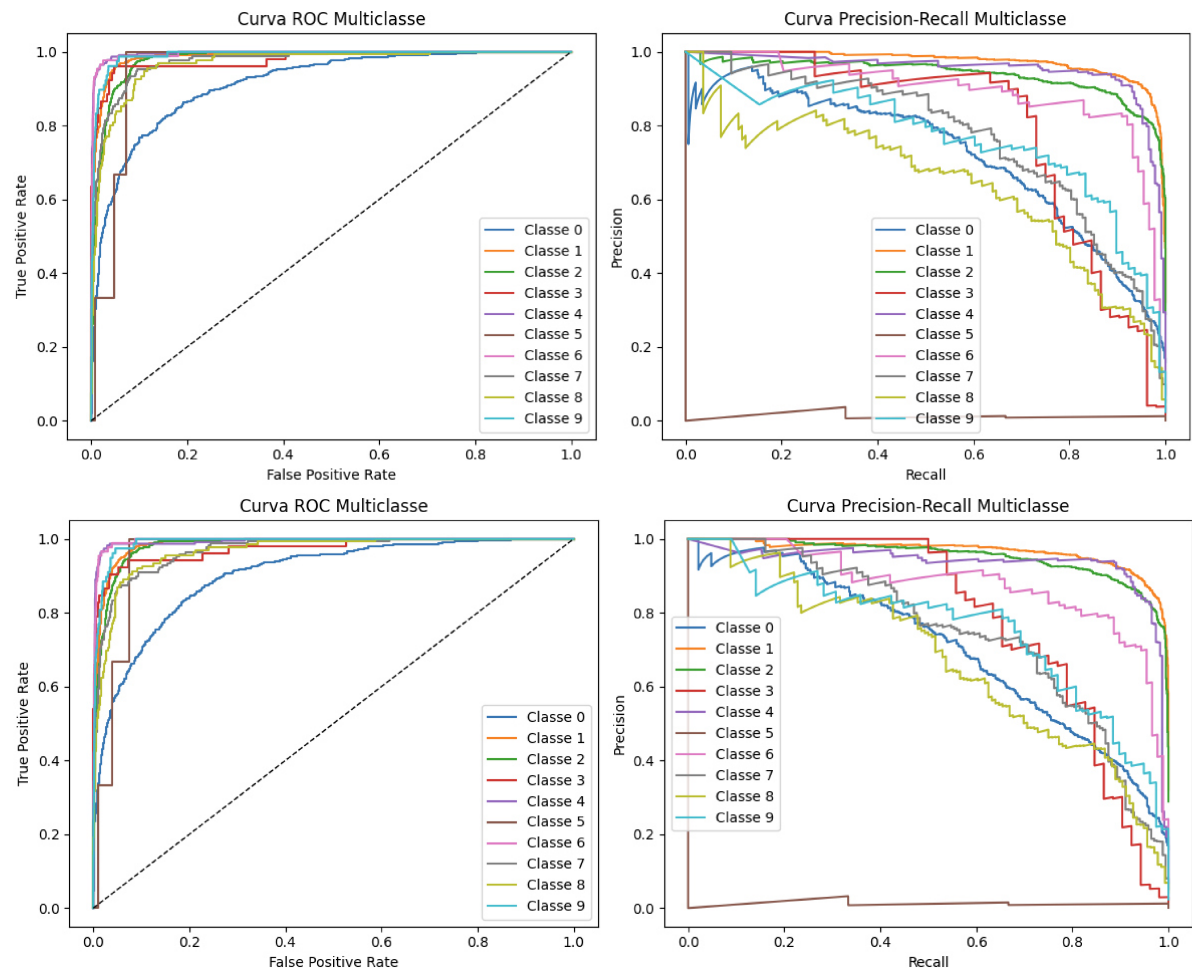 Curva ROC Multiclasse
1.0
0.8
0.6
0.4
0.2
0.0
True Positive Rate
0.0 0.2 0.4 0.6 0.8 1.0
False Positive Rate
Classe 0
Classe 1
Classe 2
Classe 3
Classe 4
Classe 5
Classe 6
Classe 7
Classe 8
Classe 9
Curva Precision-Recall Multiclasse
1.0
0.8
0.6
0.4
0.2
0.0
Precision
0.0 0.2 0.4 0.6 0.8 1.0
Recall
Classe 0
Classe 1
Classe 2
Classe 3
Classe 4
Classe 5
Classe 6
Classe 7
Classe 8
Classe 9
Curva ROC Multiclasse
1.0
0.8
0.6
0.4
0.2
0.0
True Positive Rate
0.0 0.2 0.4 0.6 0.8 1.0
False Positive Rate
Classe 0
Classe 1
Classe 2
Classe 3
Classe 4
Classe 5
Classe 6
Classe 7
Classe 8
Classe 9
Curva Precision-Recall Multiclasse
1.0
0.8
0.6
0.4
0.2
0.0
Precision
0.0 0.2 0.4 0.6 0.8 1.0
Recall
Classe 0
Classe 1
Classe 2
Classe 3
Classe 4
Classe 5
Classe 6
Classe 7
Classe 8
Classe 9